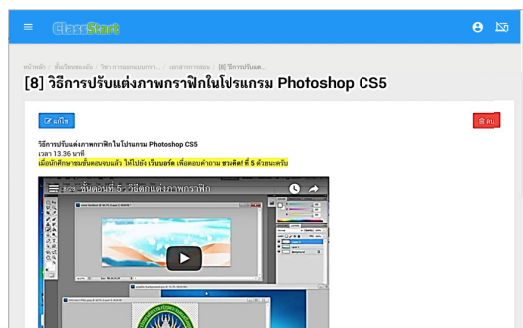 ClassStart
หน้าหลัก / ชั้นเรียนของฉัน / วิชา การออกแบบกรา... / เอกสารการสอน / [8] วิธีการปรับแต...
[8] วิธีการปรับแต่งภาพกราฟิกในโปรแกรม Photoshop CS5
แก้ไข
ลบ
วิธีการปรับแต่งภาพกราฟิกในโปรแกรม Photoshop CS5
เวลา 13.36 นาที
เมื่อนักศึกษาชมขั้นตอนจบแล้ว ให้ไปยัง เว็บบอร์ด เพื่อตอบคำถาม ชวนคิด! ที่ 5 ด้วยนะครับ
ขั้นตอนที่ 5 : วิธีตกแต่งภาพกราฟิก